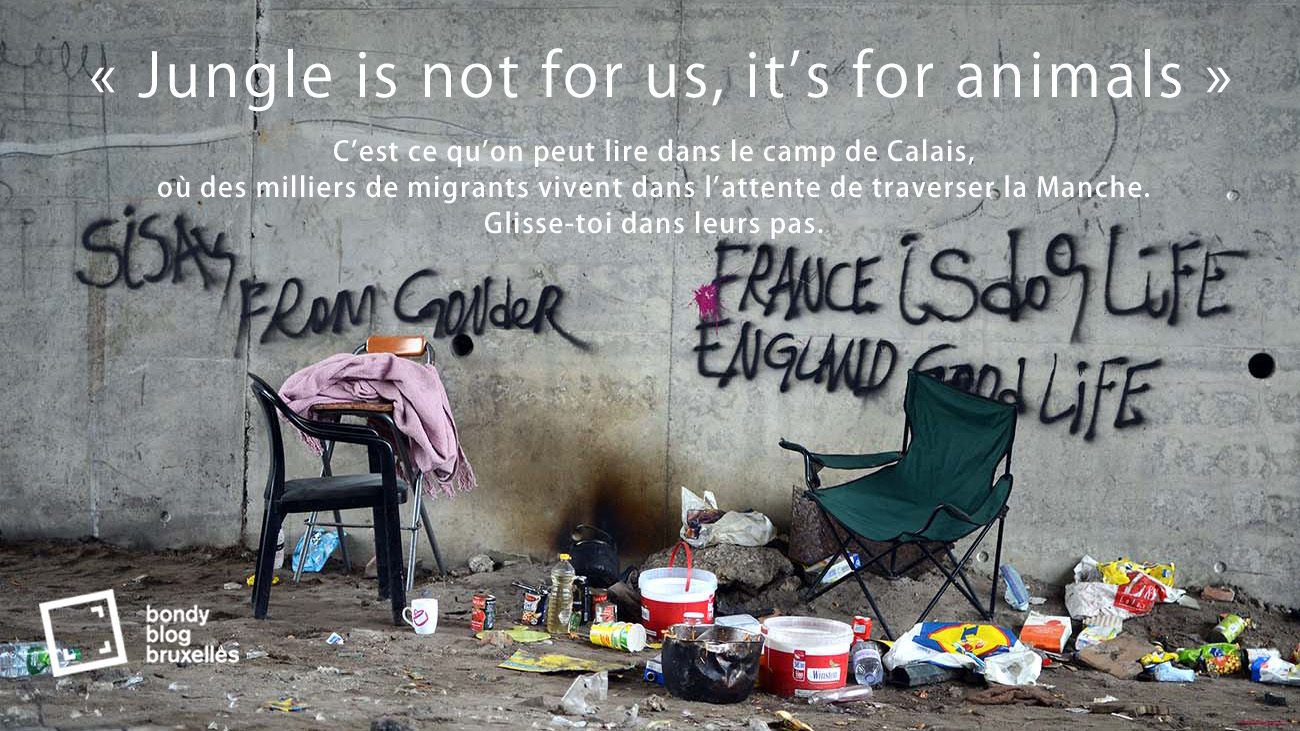 « Jungle is not for us, it's for animals »
C'est ce qu'on peut lire dans le camp de Calais,
où des milliers de migrants vivent dans l'attente de traverser la Manche.
Glisse-toi dans leurs pas.
SiSAY
FROM GONdeR
FRANCE iS dog LiFE
ENGLAND GOOd LiFE
Winston
bondy
blog
bruxelles